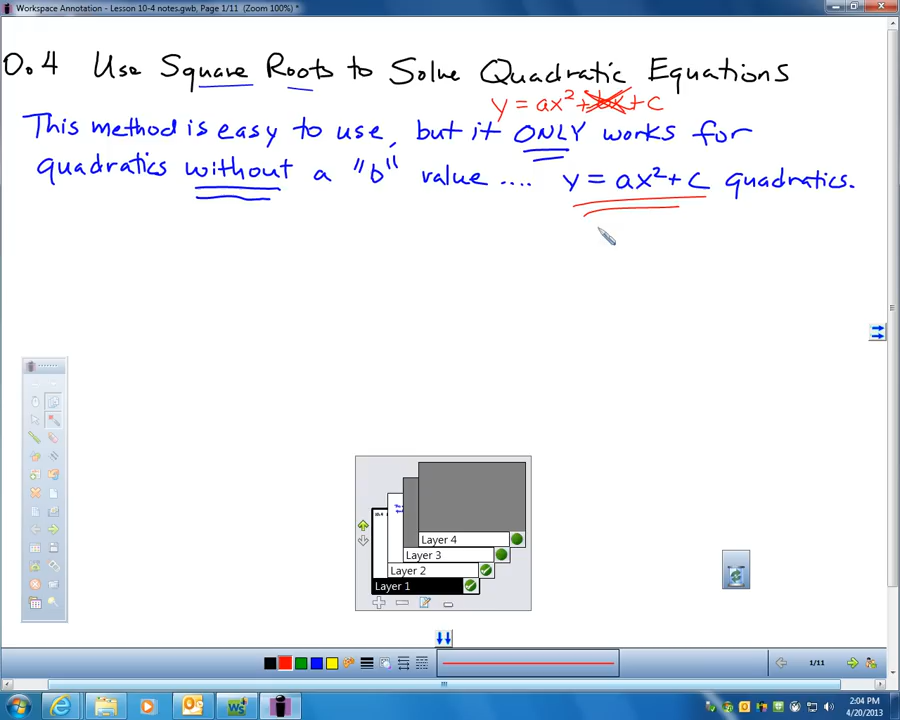 Workspace Annotation - Lesson 10-4 notes.gwb, Page 1/11 (Zoom 100%) *
0.4 Use Square Roots to Solve Quadratic Equations
y = ax²+bx+c
This method is easy to use, but it ONLY works for
quadratics without a "b" value .... y = ax²+c quadratics.
Layer 4
Layer 3
Layer 2
Layer 1
1/11
2:04 PM
4/20/2013